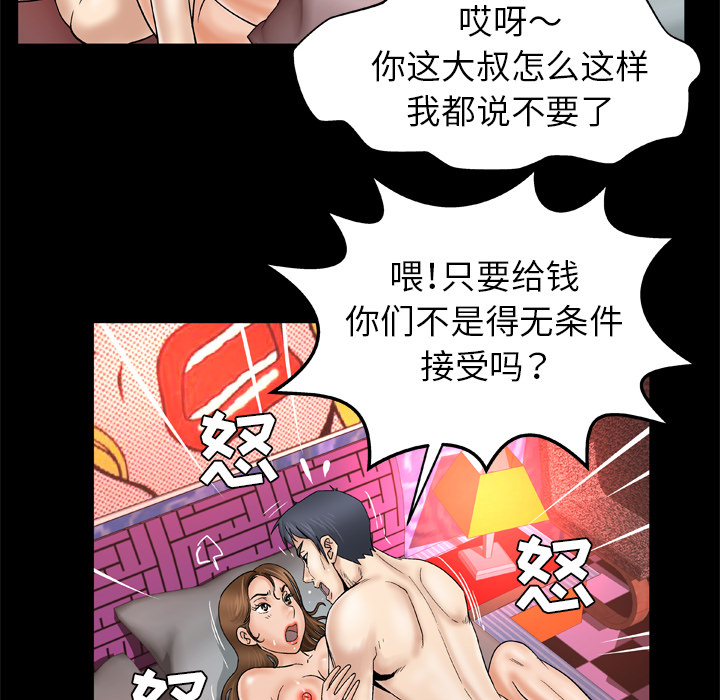 哎呀～
你这大叔怎么这样
我都说不要了
喂！只要给钱
你们不是得无条件
接受吗？
怒
怒
怒